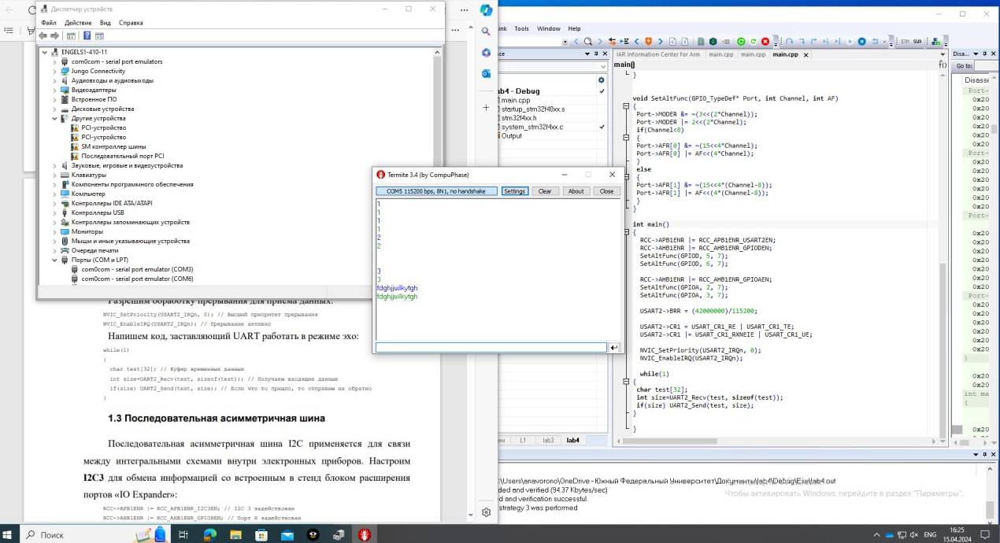 Диспетчер устройств
Файл Действие Вид Справка
ENGELS1-410-11
com0com - serial port emulators
Jungo Connectivity
Аудиовходы и аудиовыходы
Видеоадаптеры
Встроенное ПО
Дисковые устройства
Другие устройства
PCI-устройство
PCI-устройство
SM контроллер шины
Последовательный порт PCI
Звуковые, игровые и видеоустройства
Клавиатуры
Компоненты программного обеспечения
Компьютер
Контроллеры IDE ATA/ATAPI
Контроллеры USB
Контроллеры запоминающих устройств
Мониторы
Мыши и иные указывающие устройства
Очереди печати
Порты (COM и LPT)
com0com - serial port emulator (COM3)
com0com - serial port emulator (COM6)
Разрешим обработку прерывания для приема данных:
NVIC_SetPriority(USART2_IRQn, 0); // Высший приоритет прерывания
NVIC_EnableIRQ(USART2_IRQn); // Прерывание активно
Напишем код, заставляющий UART работать в режиме эхо:
while(1)
{
char test[32]; // Буфер временных данных
int size=UART2_Recv(test, sizeof(test)); // Получаем входящие данные
if(size) UART2_Send(test, size); // Если что то пришло, то отправим их обратно
}
1.3 Последовательная асимметричная шина
Последовательная асимметричная шина I2C применяется для связи
между интегральными схемами внутри электронных приборов. Настроим
I2C3 для обмена информацией со встроенным в стенд блоком расширения
портов «IO Expander»:
RCC->APB1ENR |= RCC_APB1ENR_I2C3EN; // I2C 3 задействован
RCC->AHB1ENR |= RCC_AHB1ENR_GPIOHEN; // Порт H задействован
Termite 3.4 (by CompuPhase)
COM5 115200 bps, 8N1, no handshake Settings Clear About Close
1
1
1
1
2
2
3
3
fdghjjuilkytgh
fdghjjuilkytgh
ink Tools Window Help
ce
ab4 - Debug
main.cpp
startup_stm32f40xx.s
stm32f4xx.h
system_stm32f4xx.c
Output
ew L1 lab3 lab4
IAR Information Center for Arm main.cpp main.cpp main.cpp
main()
f()
}
void SetAltFunc(GPIO_TypeDef* Port, int Channel, int AF)
{
Port->MODER &= ~(3<<(2*Channel));
Port->MODER |= 2<<(2*Channel);
if(Channel<8)
{
Port->AFR[0] &= ~(15<<4*Channel);
Port->AFR[0] |= AF<<(4*Channel);
}
else
{
Port->AFR[1] &= ~(15<<4*(Channel-8));
Port->AFR[1] |= AF<<(4*(Channel-8));
}
}
int main()
{
RCC->APB1ENR |= RCC_APB1ENR_USART2EN;
RCC->AHB1ENR |= RCC_AHB1ENR_GPIODEN;
SetAltFunc(GPIOD, 5, 7);
SetAltFunc(GPIOD, 6, 7);
RCC->AHB1ENR |= RCC_AHB1ENR_GPIOAEN;
SetAltFunc(GPIOA, 2, 7);
SetAltFunc(GPIOA, 3, 7);
USART2->BRR = (42000000)/115200;
USART2->CR1 = USART_CR1_RE | USART_CR1_TE;
USART2->CR1 |= USART_CR1_RXNEIE | USART_CR1_UE;
NVIC_SetPriority(USART2_IRQn, 0);
NVIC_EnableIRQ(USART2_IRQn);
while(1)
{
char test[32];
int size=UART2_Recv(test, sizeof(test));
if(size) UART2_Send(test, size);
}
}
Disa...
Go to:
Disasse
Port-
0x20
0x20
0x20
0x20
0x20
0x20
Port-
0x20
0x20
0x20
0x20
0x20
0x20
Port-
0x20
0x20
0x20
0x20
0x20
0x20
0x20
Port-
0x20
0x20
0x20
0x20
0x20
0x20
}
0x20
0x20
int ma
{
0x20
:\Users\anavorono\OneDrive - Южный Федеральный Университет\Документы\lab4\Debug\Exe\lab4.out
ded and verified (94.37 Kbytes/sec)
d and verification successful.
strategy 3 was performed
Чтобы активировать Windows, перейдите в раздел "Параметры".
Поиск
ENG
16:25
15.04.2024